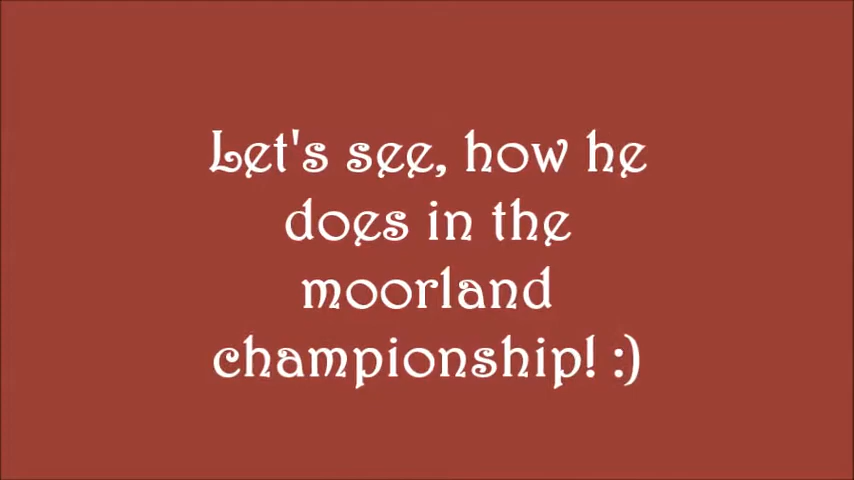 Let's see, how he
does in the
moorland
championship! :)